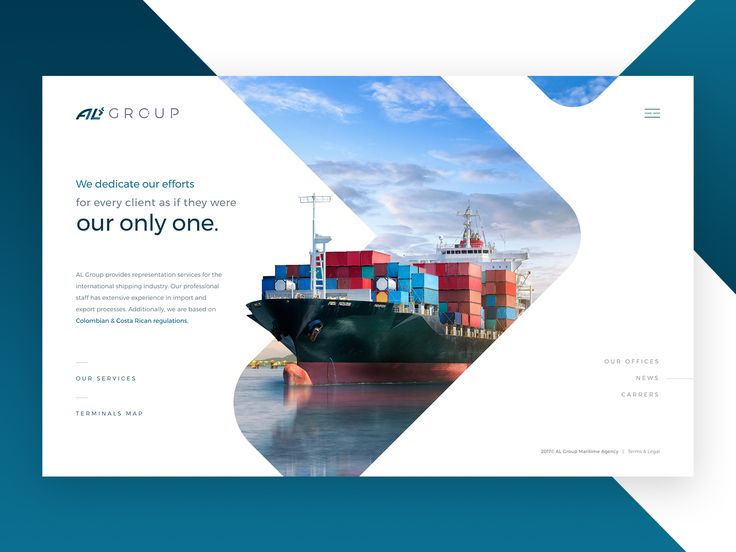 AL GROUP
We dedicate our efforts
for every client as if they were
our only one.
AL Group provides representation services for the
international shipping industry. Our professional
staff has extensive experience in import and
export processes. Additionally, we are based on
Colombian & Costa Rican regulations.
OUR SERVICES
TERMINALS MAP
OUR OFFICES
NEWS
CARRERS
2017© AL Group Maritime Agency | Terms & Legal